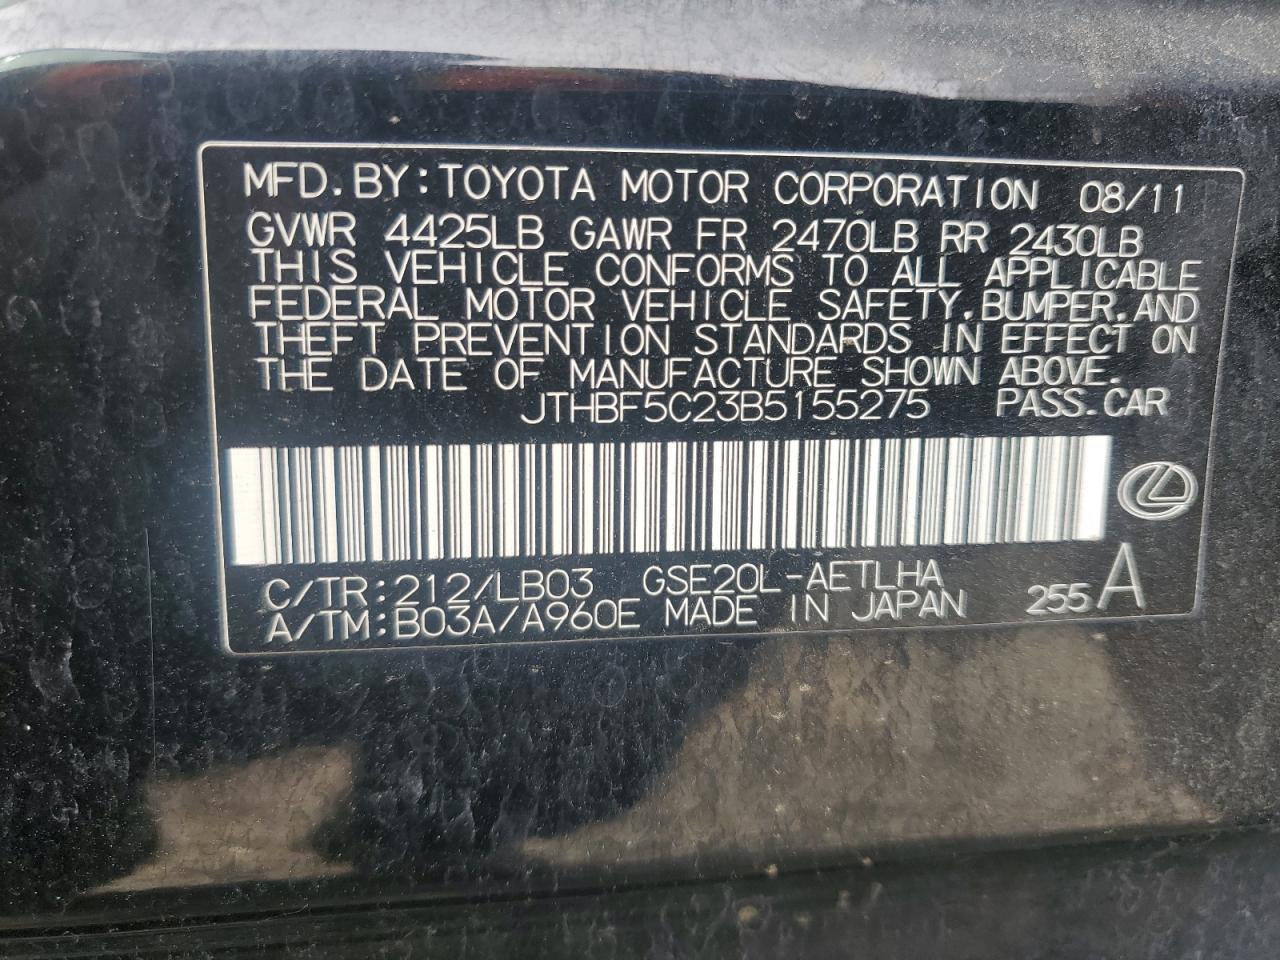 MFD.BY:TOYOTA MOTOR CORPORATION 08/11
GVWR 4425LB GAWR FR 2470LB RR 2430LB
THIS VEHICLE CONFORMS TO ALL APPLICABLE
FEDERAL MOTOR VEHICLE SAFETY.BUMPER.AND
THEFT PREVENTION STANDARDS IN EFFECT ON
THE DATE OF MANUFACTURE SHOWN ABOVE.
JTHBF5C23B5155275 PASS.CAR
C/TR:212/LB03 GSE20L-AETLHA
A/TM:B03A/A960E MADE IN JAPAN 255 A